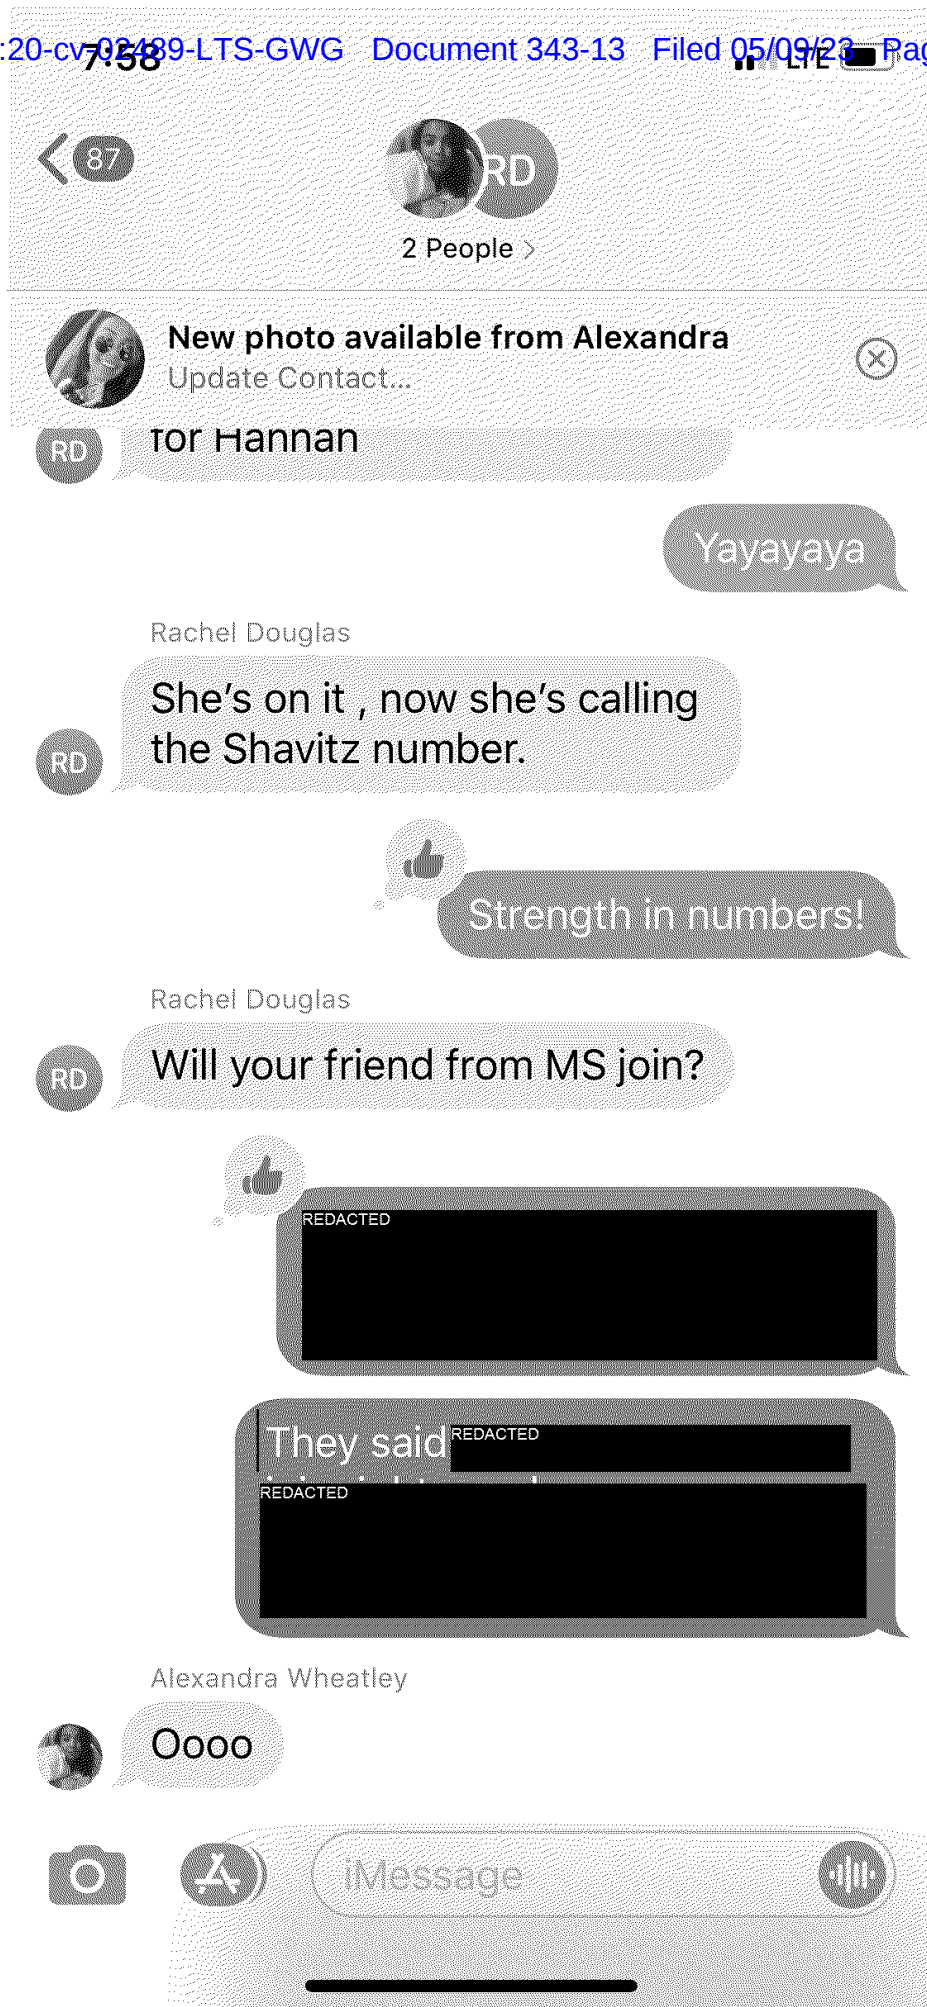 :20-cv-02489-LTS-GWG Document 343-13 Filed 05/09/23 Pag
7:58
LTE
87
RD
2 People >
New photo available from Alexandra
Update Contact...
for Hannah
RD
Yayayaya
Rachel Douglas
She's on it , now she's calling
the Shavitz number.
RD
Strength in numbers!
Rachel Douglas
Will your friend from MS join?
RD
REDACTED
They said REDACTED
REDACTED
Alexandra Wheatley
Oooo
iMessage